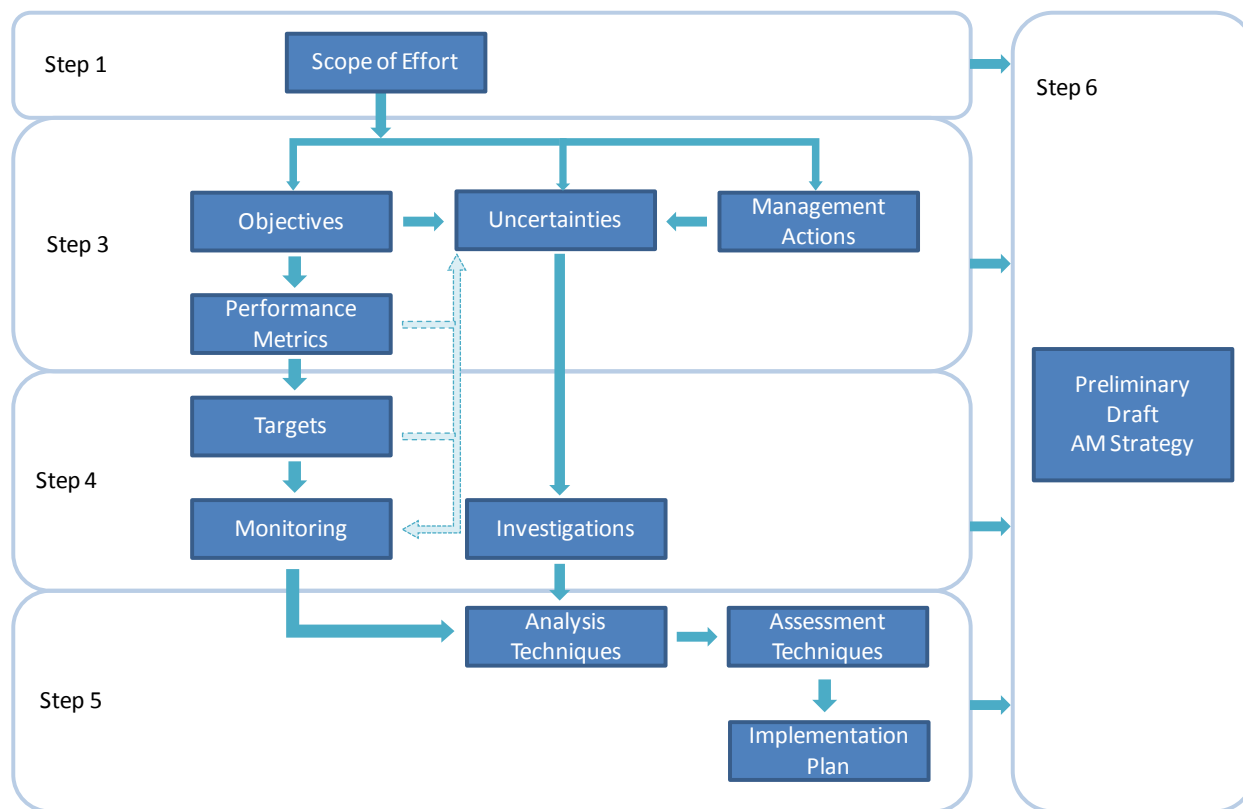 Step 1
Scope of Effort
Step 6
Step 3
Objectives
Uncertainties
Management
Actions
Performance
Metrics
Preliminary
Draft
AM Strategy
Step 4
Targets
Monitoring
Investigations
Step 5
Analysis
Techniques
Assessment
Techniques
Implementation
Plan